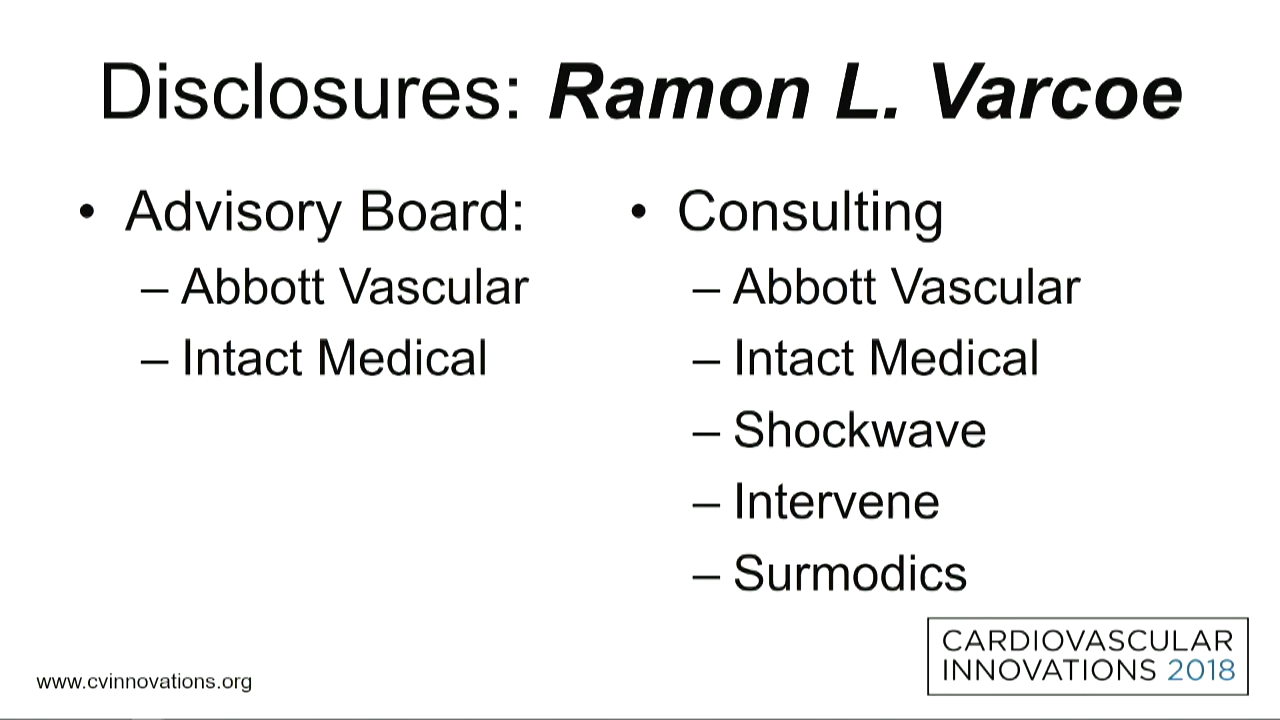 Disclosures: Ramon L. Varcoe
• Advisory Board:
– Abbott Vascular
– Intact Medical
• Consulting
– Abbott Vascular
– Intact Medical
– Shockwave
– Intervene
– Surmodics
www.cvinnovations.org
CARDIOVASCULAR
INNOVATIONS 2018